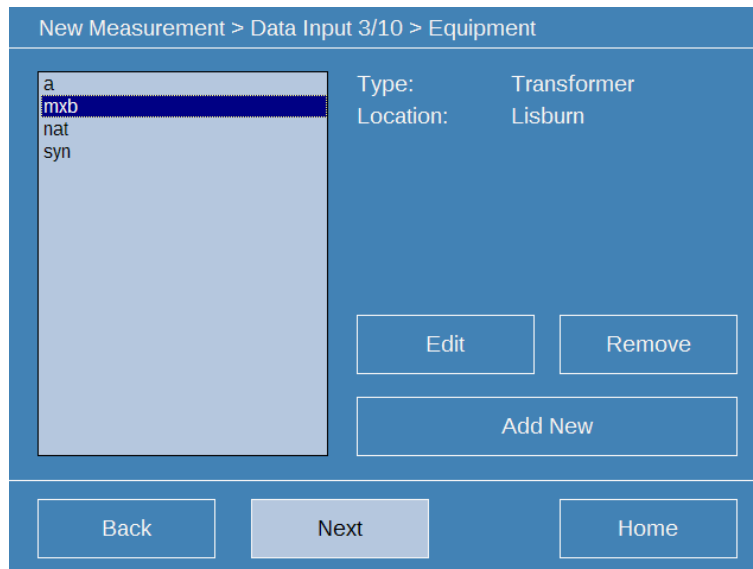 New Measurement > Data Input 3/10 > Equipment
a
mxb
nat
syn
Type: Transformer
Location: Lisburn
Edit
Remove
Add New
Back
Next
Home